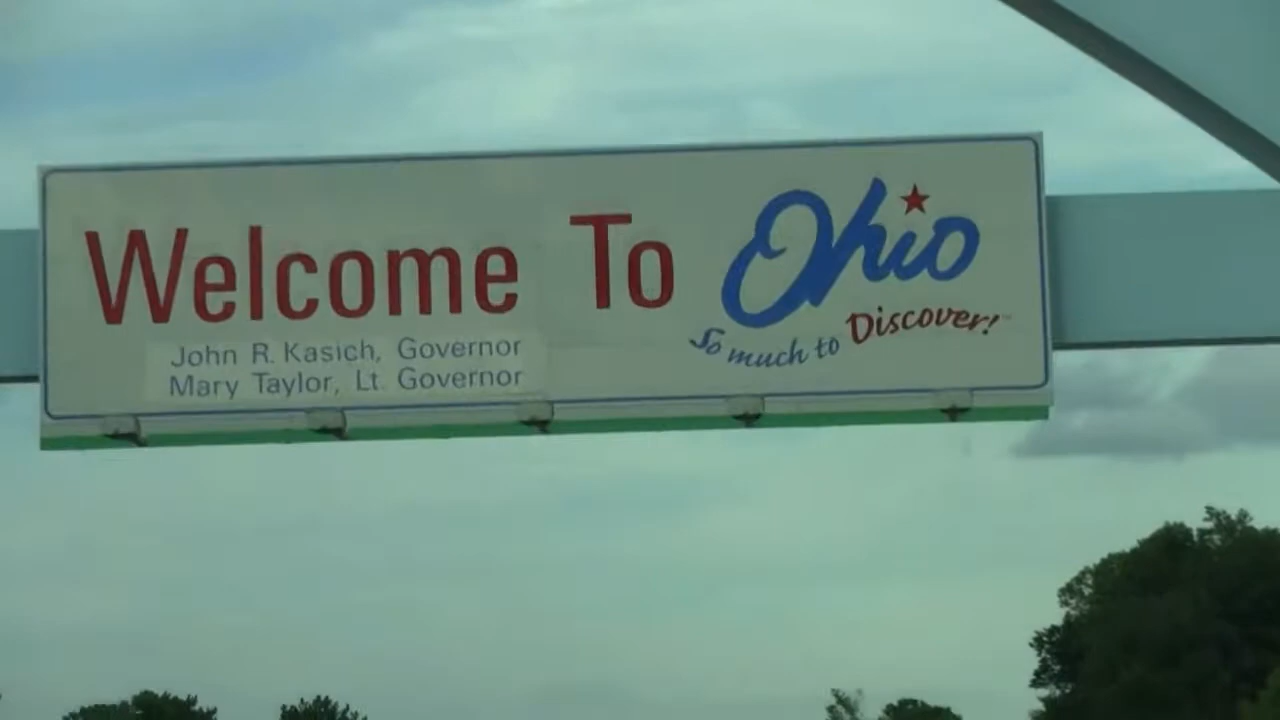 Welcome To Ohio
So much to Discover!
John R. Kasich, Governor
Mary Taylor, Lt. Governor